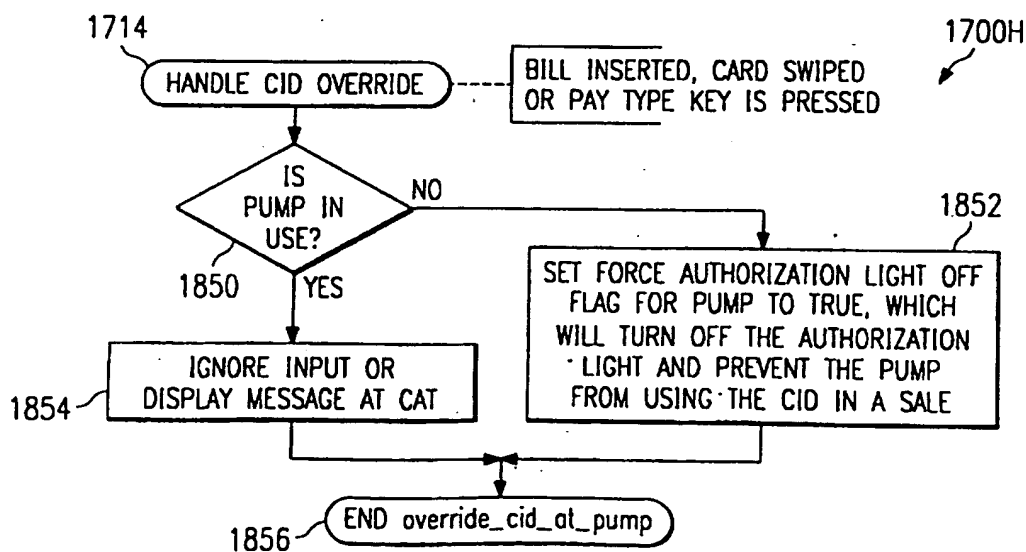 1714
1700H
HANDLE CID OVERRIDE
BILL INSERTED, CARD SWIPED
OR PAY TYPE KEY IS PRESSED
IS
PUMP IN
USE?
NO
1850
YES
1852
SET FORCE AUTHORIZATION LIGHT OFF
FLAG FOR PUMP TO TRUE, WHICH
WILL TURN OFF THE AUTHORIZATION
LIGHT AND PREVENT THE PUMP
FROM USING THE CID IN A SALE
IGNORE INPUT OR
DISPLAY MESSAGE AT CAT
1854
END override_cid_at_pump
1856